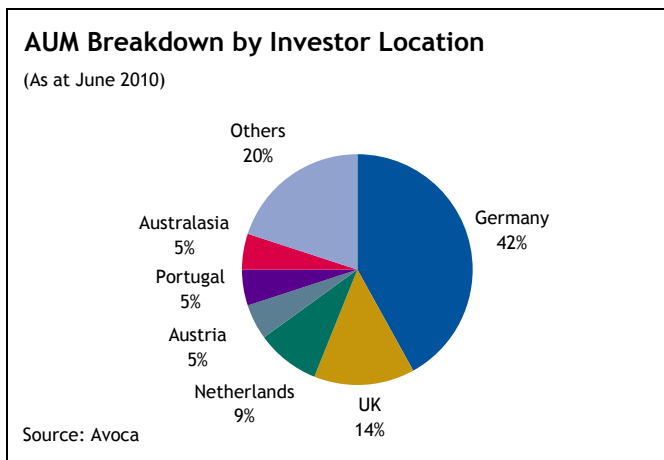 AUM Breakdown by Investor Location
(As at June 2010)
Others
20%
Germany
42%
Australasia
5%
Portugal
5%
Austria
5%
Netherlands
9%
UK
14%
Source: Avoca